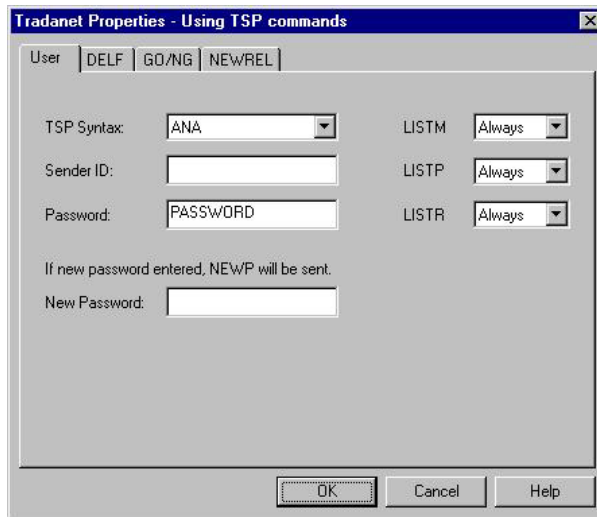 Tradanet Properties - Using TSP commands
User DELF GO/NG NEWREL
TSP Syntax: ANA LISTM Always
Sender ID: LISTP Always
Password: PASSWORD LISTR Always
If new password entered, NEWP will be sent.
New Password:
OK Cancel Help